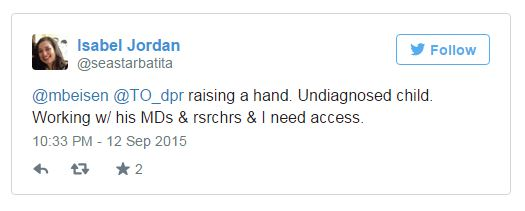 Isabel Jordan
@seastarbatita
Follow
@mbeisen @TO_dpr raising a hand. Undiagnosed child.
Working w/ his MDs & rsrchrs & I need access.
10:33 PM - 12 Sep 2015
2